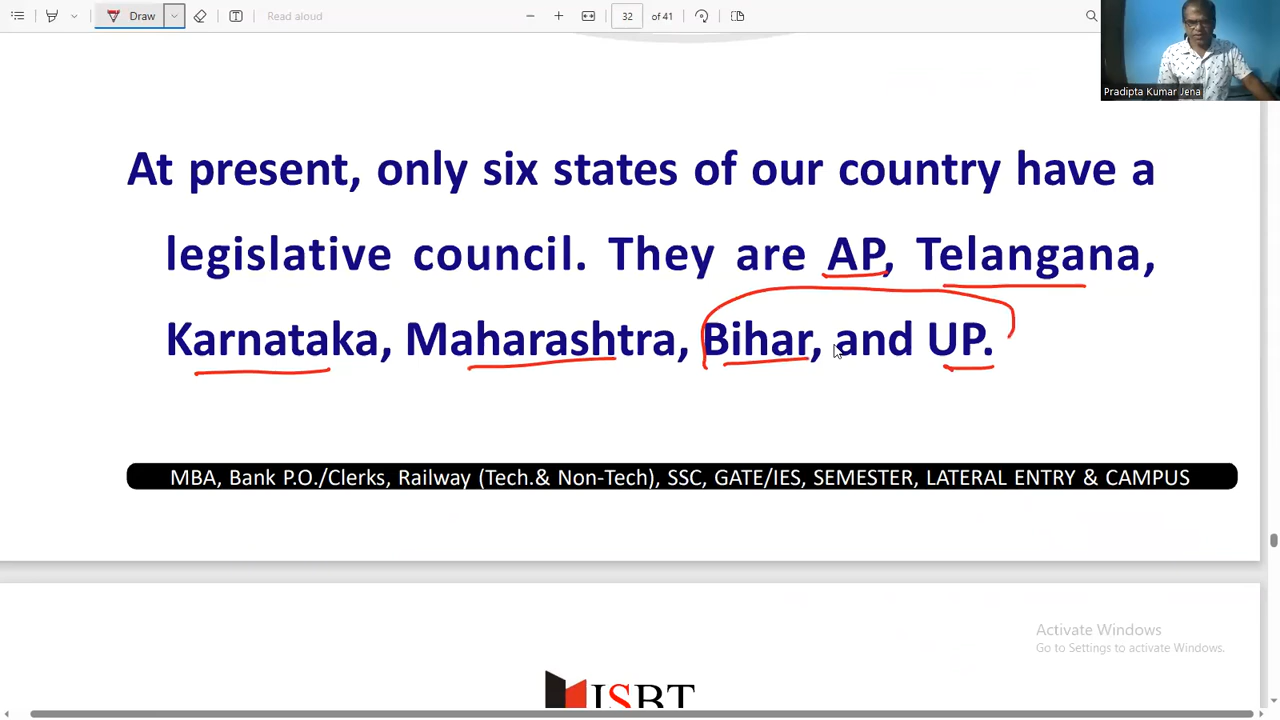 Draw
Read aloud
32
of 41
Pradipta Kumar Jena
At present, only six states of our country have a
legislative council. They are AP, Telangana,
Karnataka, Maharashtra, Bihar, and UP.
MBA, Bank P.O./Clerks, Railway (Tech.& Non-Tech), SSC, GATE/IES, SEMESTER, LATERAL ENTRY & CAMPUS
Activate Windows
Go to Settings to activate Windows.
ISBT